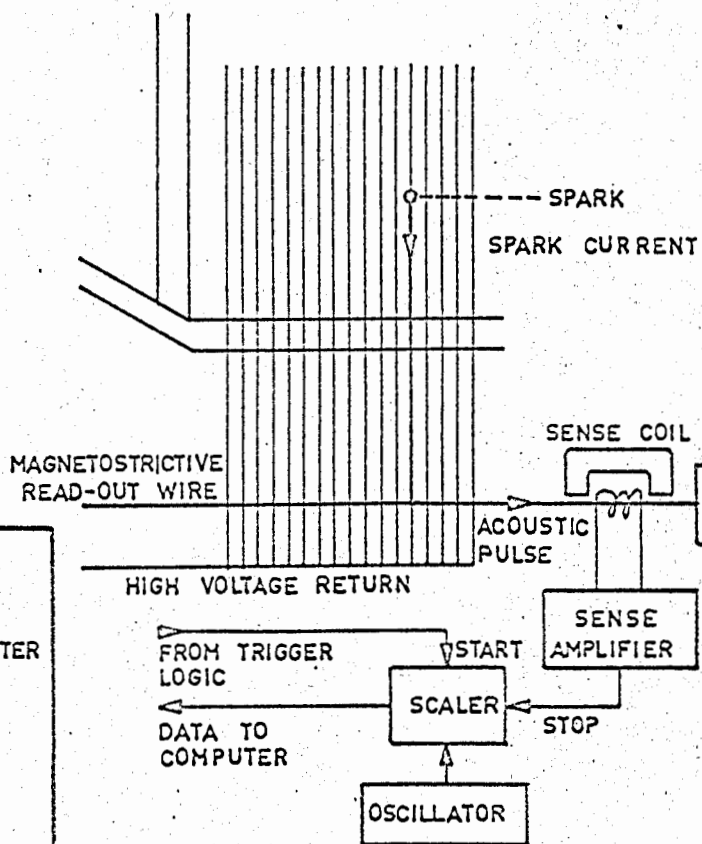 SPARK
SPARK CURRENT
SENSE COIL
MAGNETOSTRICTIVE
READ-OUT WIRE
ACOUSTIC
PULSE
HIGH VOLTAGE RETURN
SENSE
AMPLIFIER
TER
FROM TRIGGER
LOGIC
START
SCALER
STOP
DATA TO
COMPUTER
OSCILLATOR